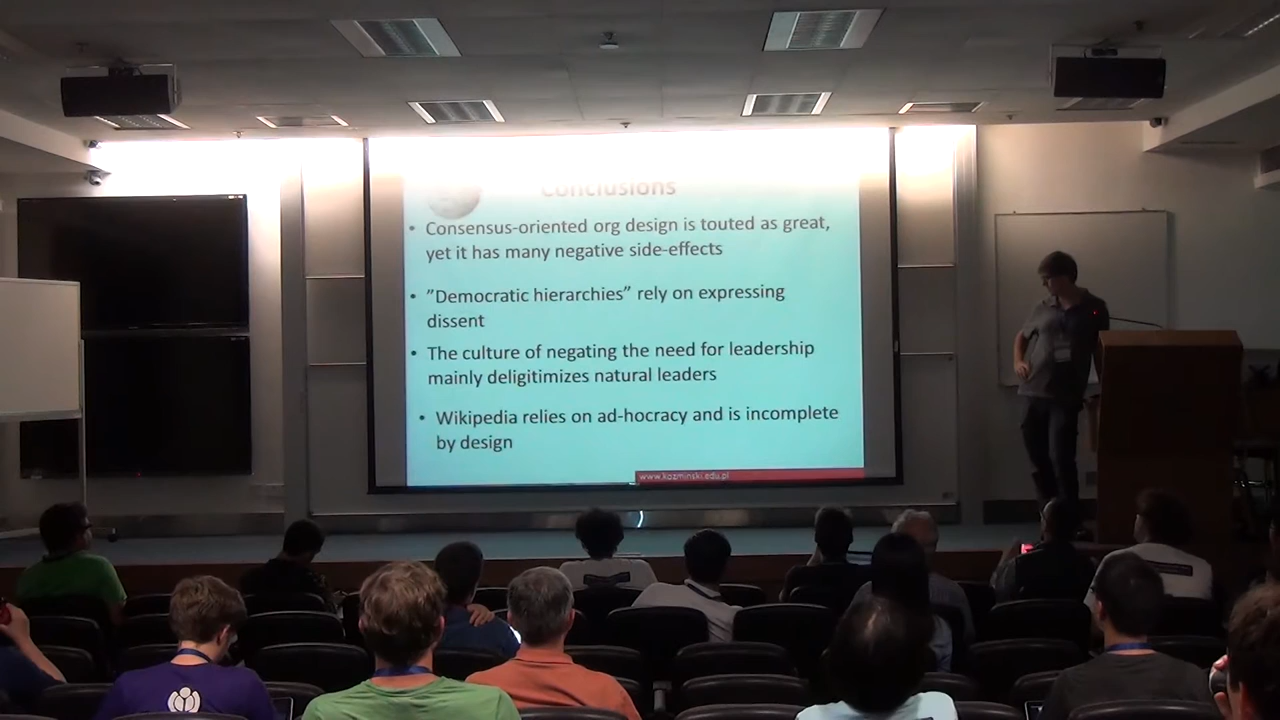 Conclusions
• Consensus-oriented org design is touted as great,
yet it has many negative side-effects
• ”Democratic hierarchies” rely on expressing
dissent
• The culture of negating the need for leadership
mainly deligitimizes natural leaders
• Wikipedia relies on ad-hocracy and is incomplete
by design
www.kozminski.edu.pl